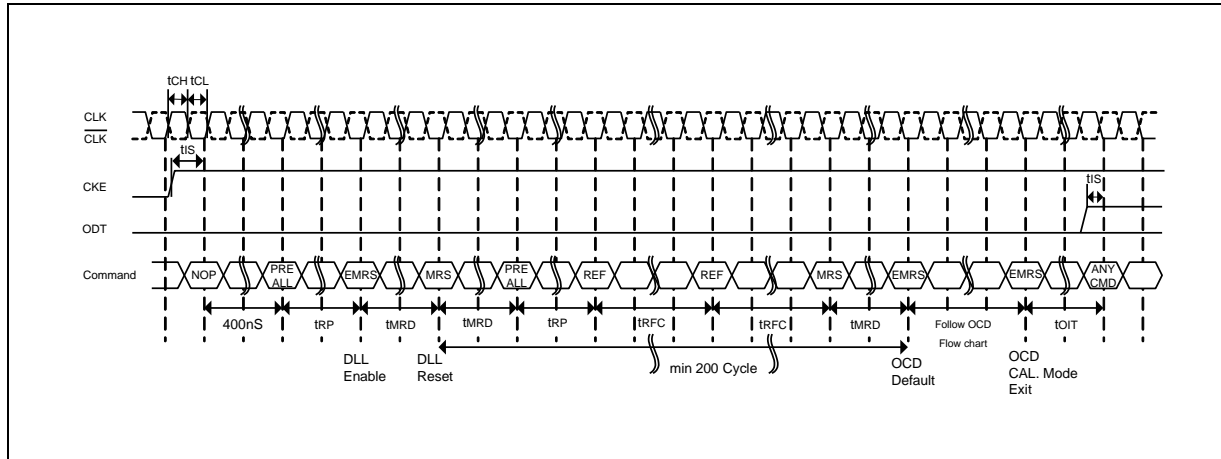 tCH tCL
CLK
CLK
tIS
CKE
tIS
ODT
Command NOP PRE ALL EMRS MRS PRE ALL REF REF MRS EMRS EMRS ANY CMD
400nS tRP tMRD tMRD tRP tRFC tRFC tMRD Follow OCD Flow chart tOIT
DLL Enable DLL Reset min 200 Cycle OCD Default OCD CAL. Mode Exit